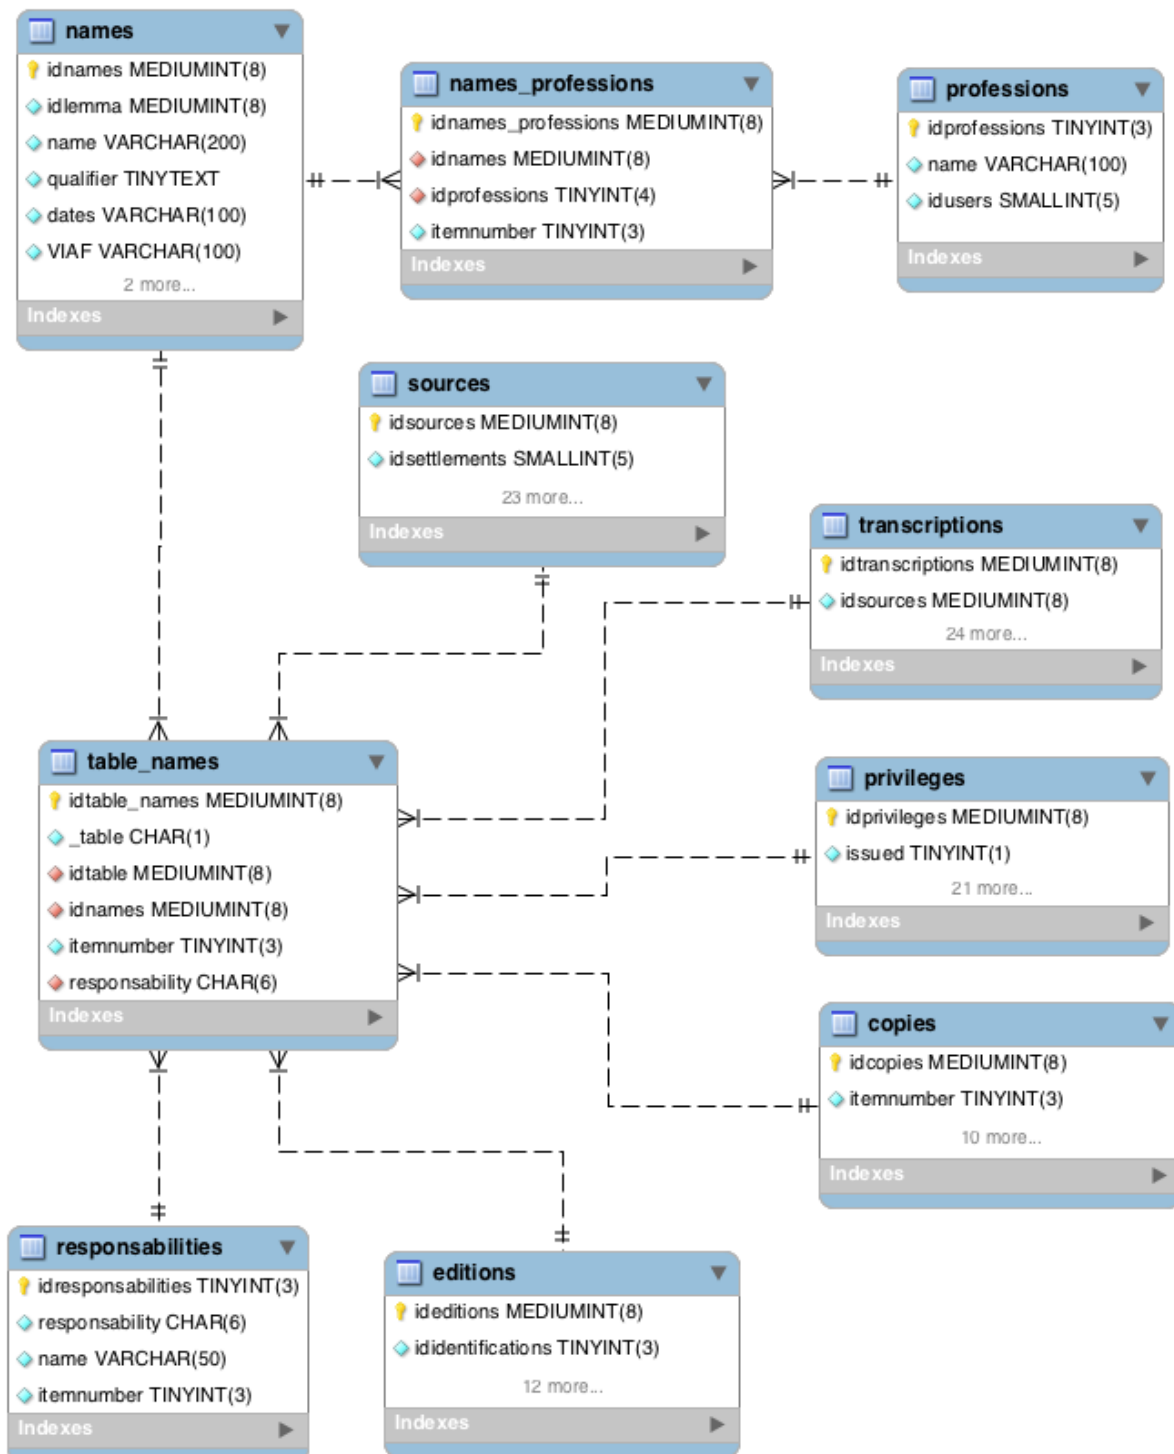 names
idnames MEDIUMINT(8)
idlemma MEDIUMINT(8)
name VARCHAR(200)
qualifier TINYTEXT
dates VARCHAR(100)
VIAF VARCHAR(100)
2 more...
Indexes
names_professions
idnames_professions MEDIUMINT(8)
idnames MEDIUMINT(8)
idprofessions TINYINT(4)
itemnumber TINYINT(3)
Indexes
professions
idprofessions TINYINT(3)
name VARCHAR(100)
idusers SMALLINT(5)
Indexes
sources
idsources MEDIUMINT(8)
idsettlements SMALLINT(5)
23 more...
Indexes
transcriptions
idtranscriptions MEDIUMINT(8)
idsources MEDIUMINT(8)
24 more...
Indexes
table_names
idtable_names MEDIUMINT(8)
_table CHAR(1)
idtable MEDIUMINT(8)
idnames MEDIUMINT(8)
itemnumber TINYINT(3)
responsability CHAR(6)
Indexes
privileges
idprivileges MEDIUMINT(8)
issued TINYINT(1)
21 more...
Indexes
copies
idcopies MEDIUMINT(8)
itemnumber TINYINT(3)
10 more...
Indexes
responsabilities
idresponsabilities TINYINT(3)
responsability CHAR(6)
name VARCHAR(50)
itemnumber TINYINT(3)
Indexes
editions
ideditions MEDIUMINT(8)
ididentifications TINYINT(3)
12 more...
Indexes